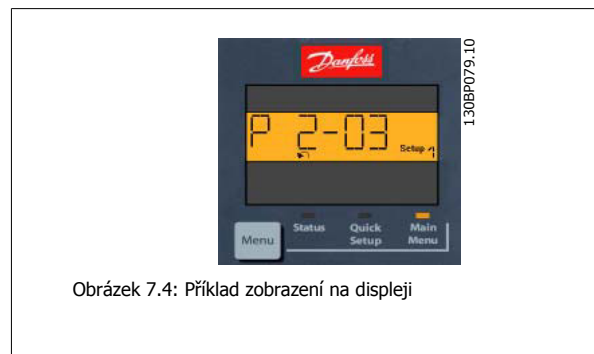 Danfoss
130BP079.10
P 2-03
Setup 1
Menu
Status
Quick Setup
Main Menu
Obrázek 7.4: Příklad zobrazení na displeji